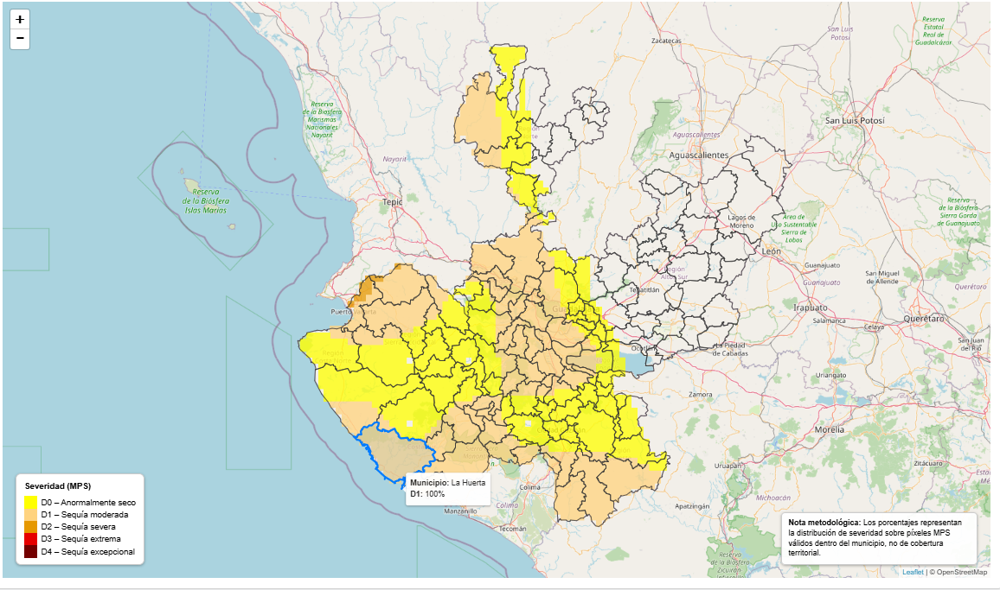 +
−
Zacatecas
San Luis
Potosí
Reserva
Estatal
Real de
Guadalcázar
Reserva
de la Biosfera
Marismas
Nacionales
Nayarit
San Luis Potosí
Aguascalientes
Aguascalientes
Nayarit
Reserva
de la Biosfera
Islas Marías
Tepic
Lagos de
Moreno
Área de
Uso Sustentable
Sierra de
Lobos
Reserva
de la Biosfera
Sierra Gorda
de Guanajuato
León
Guanajuato
Guanajuato
San Miguel
de Allende
Querétaro
Región
Altos Sur
Tepatitlán
Irapuato
Salamanca
Celaya
Querétaro
San Juan
del Río
Puerto Vallarta
Ocotlán
La Piedad
de Cabadas
Uriangato
Zamora
Morelia
Uruapan
Zitácuaro
Michoacán
Apatzingán
Colima
Colima
Manzanillo
Tecomán
Reserva
de la Biosfera
Zicuirán
Municipio: La Huerta
D1: 100%
Severidad (MPS)
D0 – Anormalmente seco
D1 – Sequía moderada
D2 – Sequía severa
D3 – Sequía extrema
D4 – Sequía excepcional
Nota metodológica: Los porcentajes representan
la distribución de severidad sobre píxeles MPS
válidos dentro del municipio, no de cobertura
territorial.
Leaflet | © OpenStreetMap